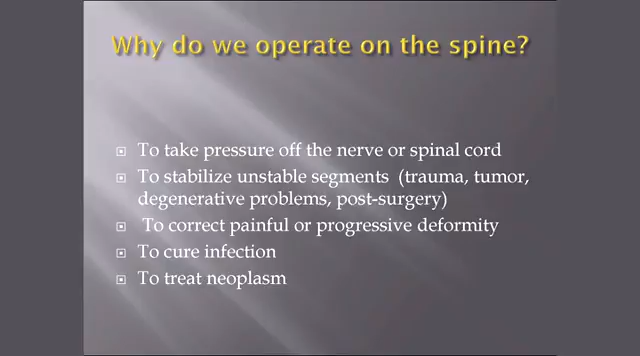 Why do we operate on the spine?
To take pressure off the nerve or spinal cord
To stabilize unstable segments (trauma, tumor,
degenerative problems, post-surgery)
To correct painful or progressive deformity
To cure infection
To treat neoplasm